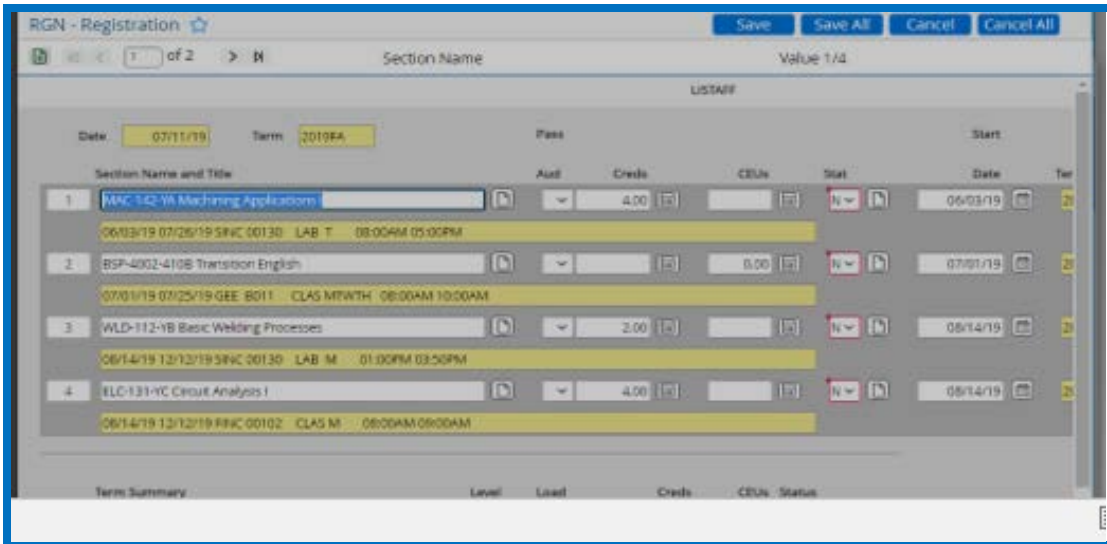 RGN - Registration Save Save All Cancel Cancel All
1 of 2 Section Name Value 1/4
LISTAFF
Date 07/11/19 Term 2019FA Pass Start
Section Name and Title Aud Creds CEUs Stat Date Ter
1 MAC-142-YA Machining Applications I 4.00 N 06/03/19 20
06/03/19 07/26/19 SINC 00130 LAB T 08:00AM 05:00PM
2 BSP-4002-410B Transition English 0.00 N 07/01/19 20
07/01/19 07/25/19 GEE B011 CLAS MTWTH 08:00AM 10:00AM
3 WLD-112-YB Basic Welding Processes 2.00 N 08/14/19 20
08/14/19 12/12/19 SINC 00130 LAB M 01:00PM 03:50PM
4 ELC-131-YC Circuit Analysis I 4.00 N 08/14/19 20
08/14/19 12/12/19 FINC 00102 CLAS M 08:00AM 09:00AM
Term Summary Level Load Creds CEUs Status